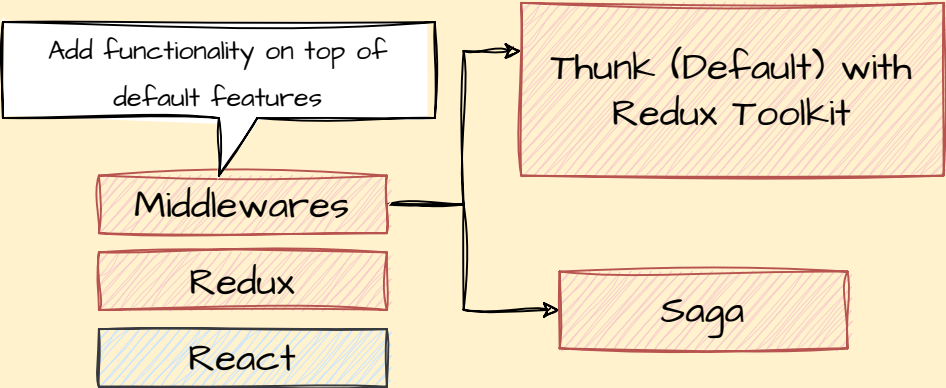 Add functionality on top of
default features
Thunk (Default) with
Redux Toolkit
Middlewares
Redux
Saga
React